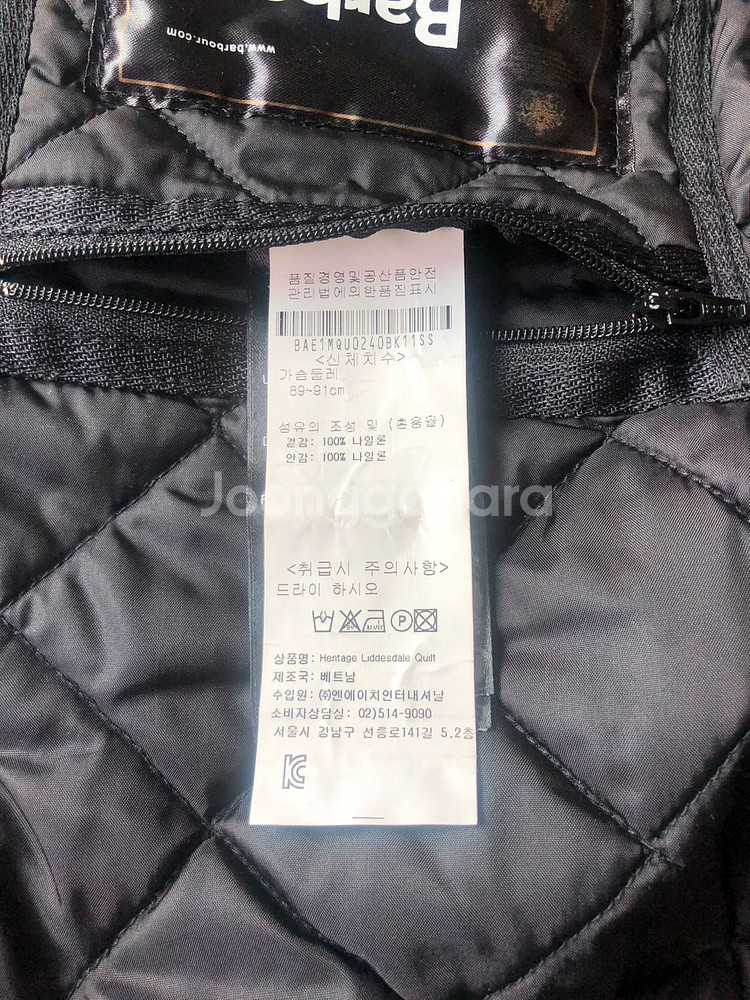 Barbo
www.barbour.com
품질경영및공산품안전
관리법에의한품진표시
BAE1MQU0240BK11SS
<신체치수>
가슴둘레
89~91cm
섬유의 조성 및 (혼용율)
겉감: 100% 나일론
안감: 100% 나일론
Joonggonara
<취급시 주의사항>
드라이 하시오
P
상품명: Heritage Liddesdale Quilt
제조국: 베트남
수입원: ㈜엔에이치인터내셔날
소비자상담실: 02)514-9090
서울시 강남구 선릉로141길 5,2층